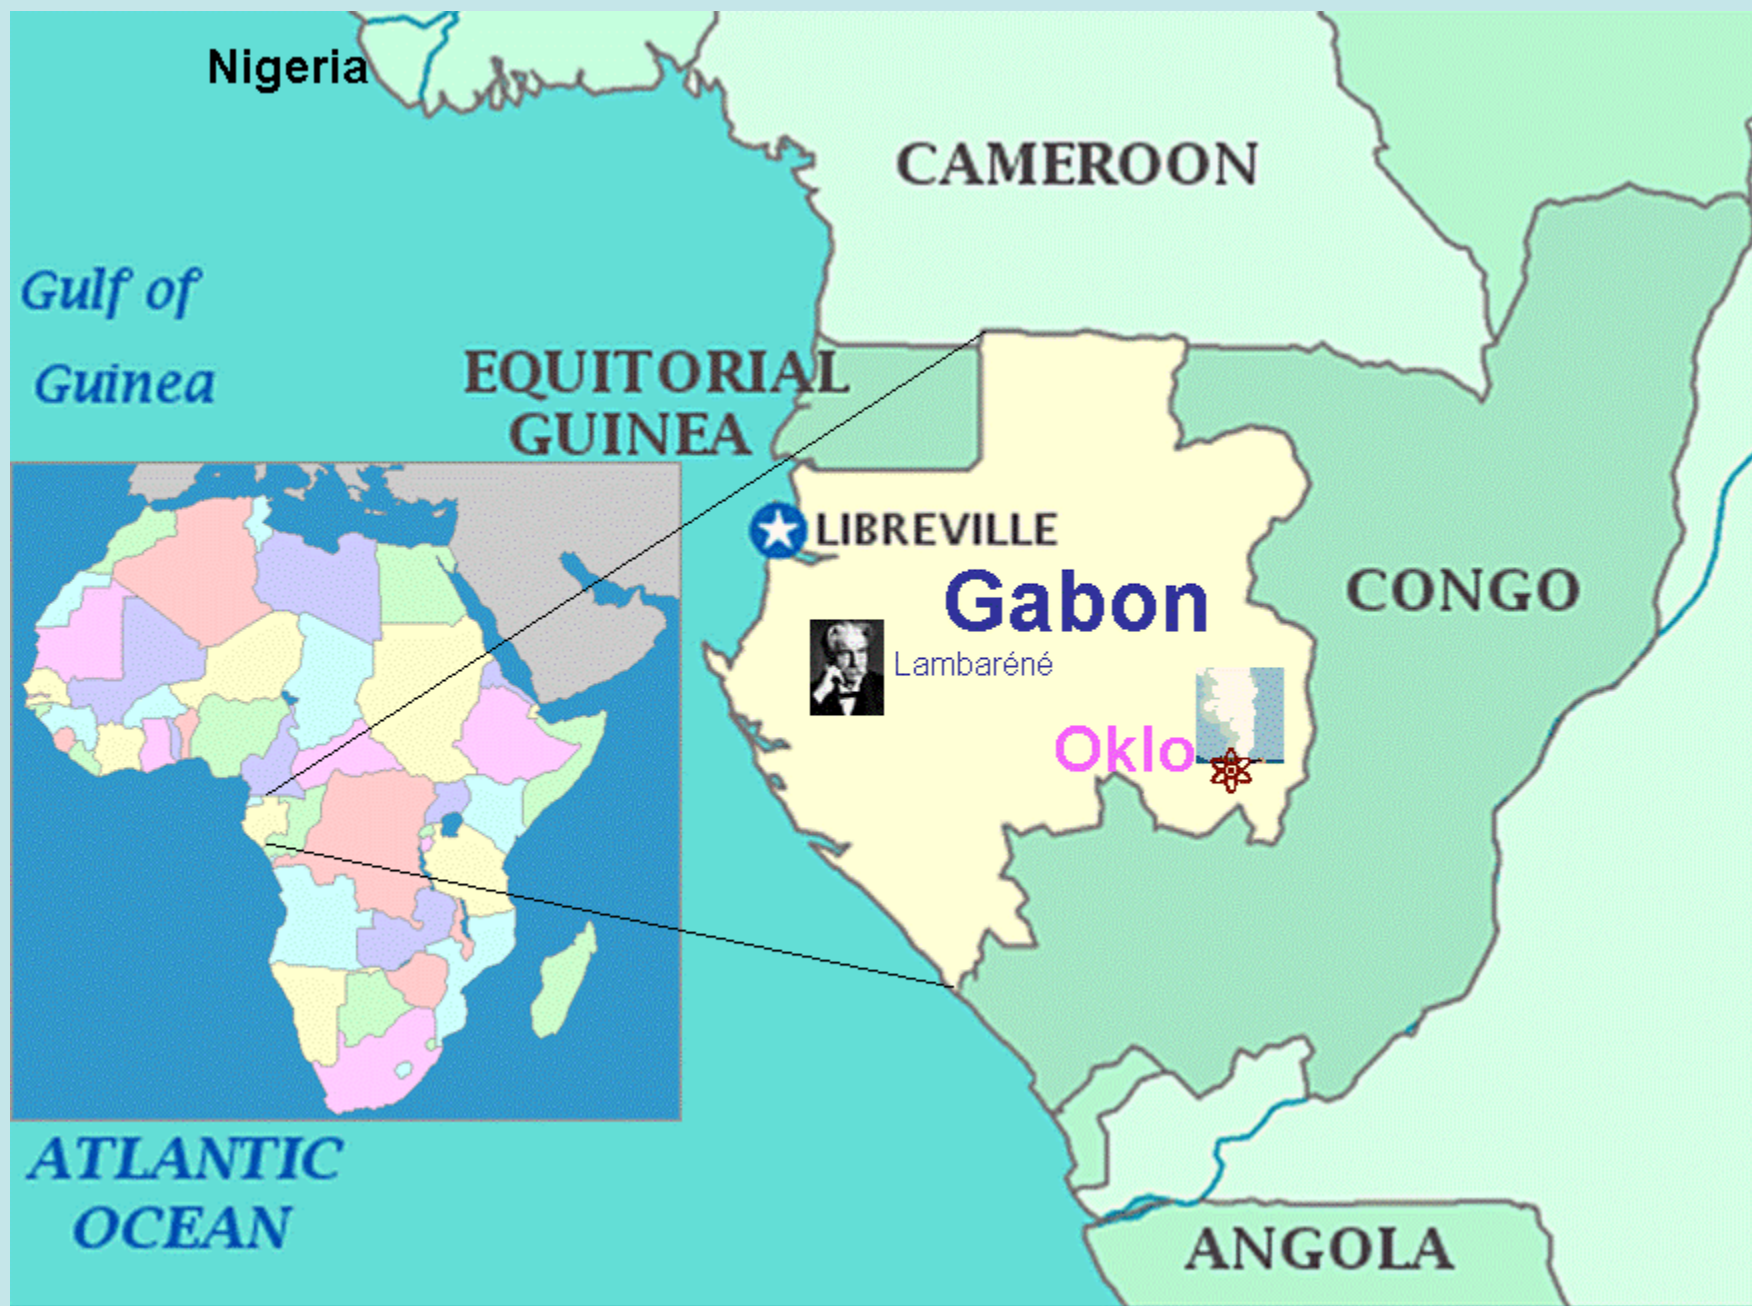 Nigeria
CAMEROON
Gulf of
Guinea
EQUITORIAL
GUINEA
LIBREVILLE
Gabon
CONGO
Lambaréné
Oklo
ATLANTIC
OCEAN
ANGOLA